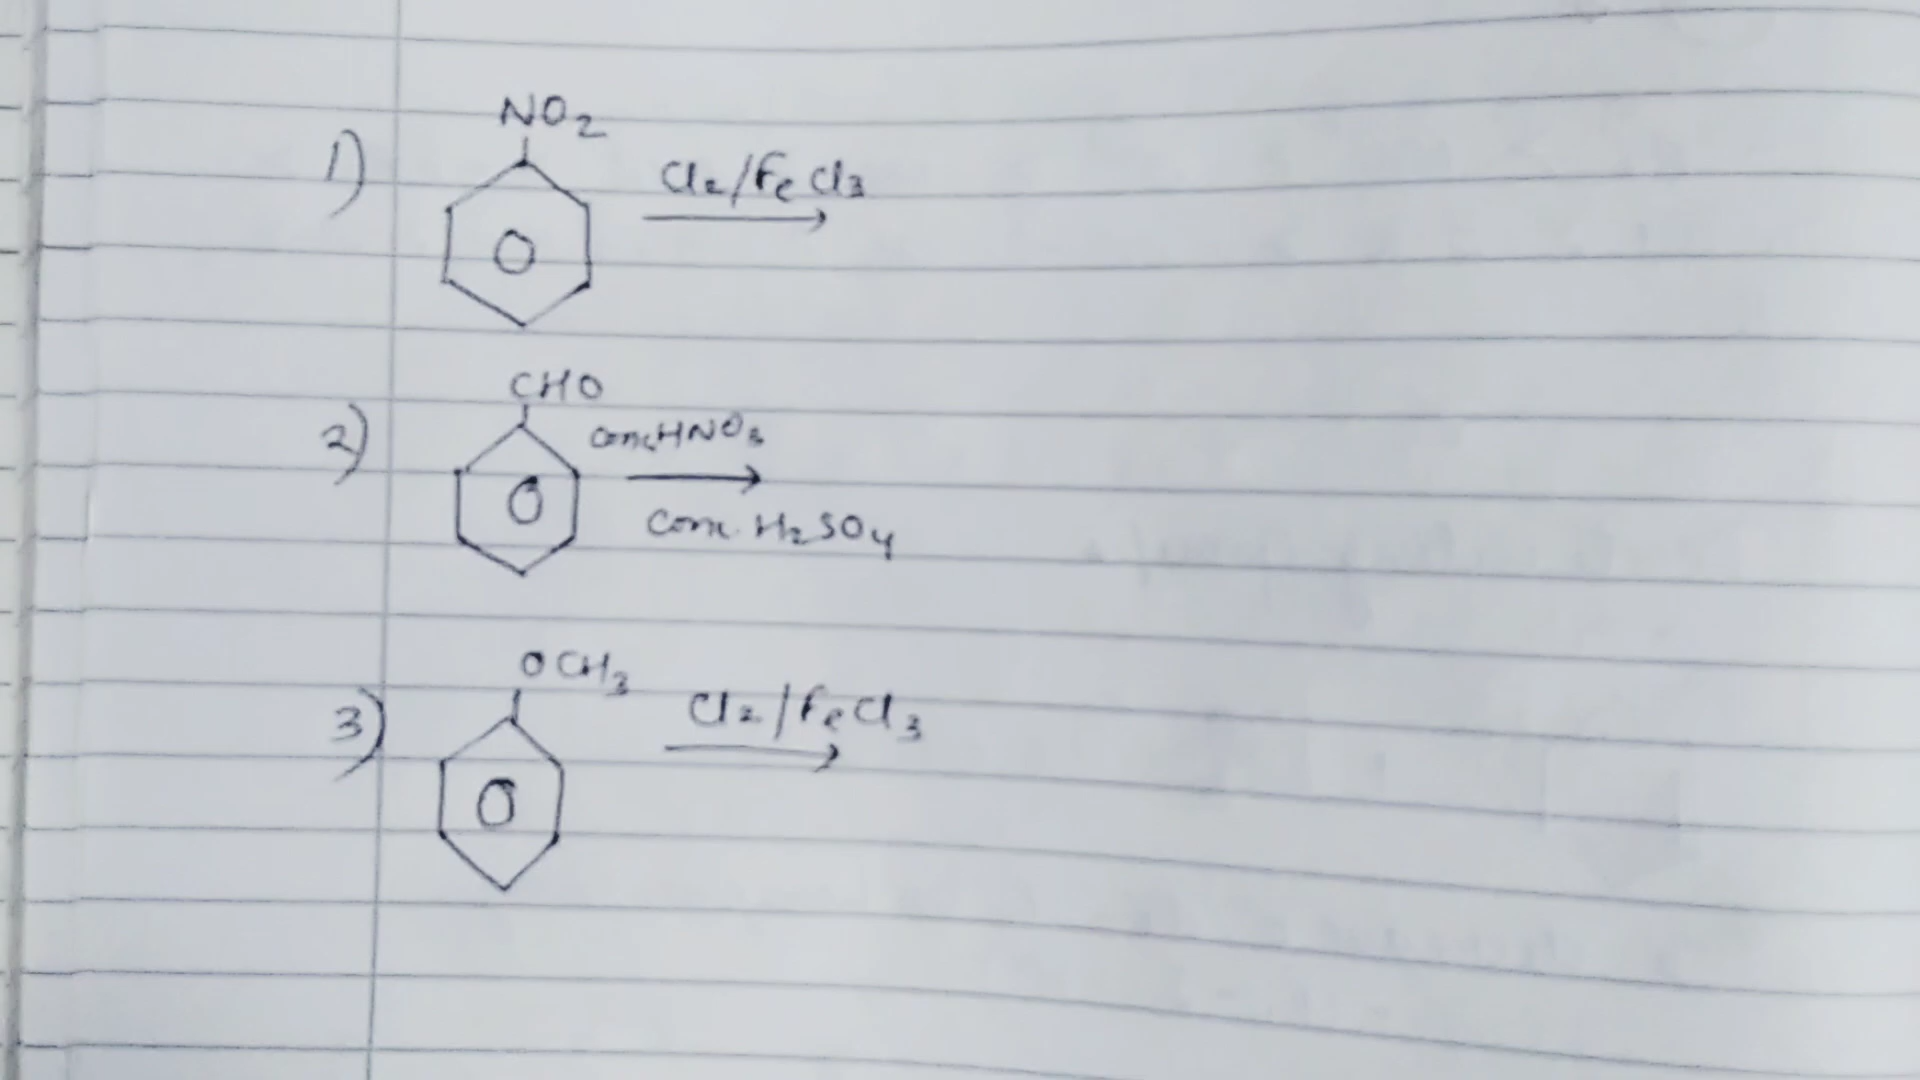 NO₂
1)
Cl₂/FeCl₃
CHO
2)
conc HNO₃
Conc. H₂SO₄
OCH₃
3)
Cl₂/FeCl₃